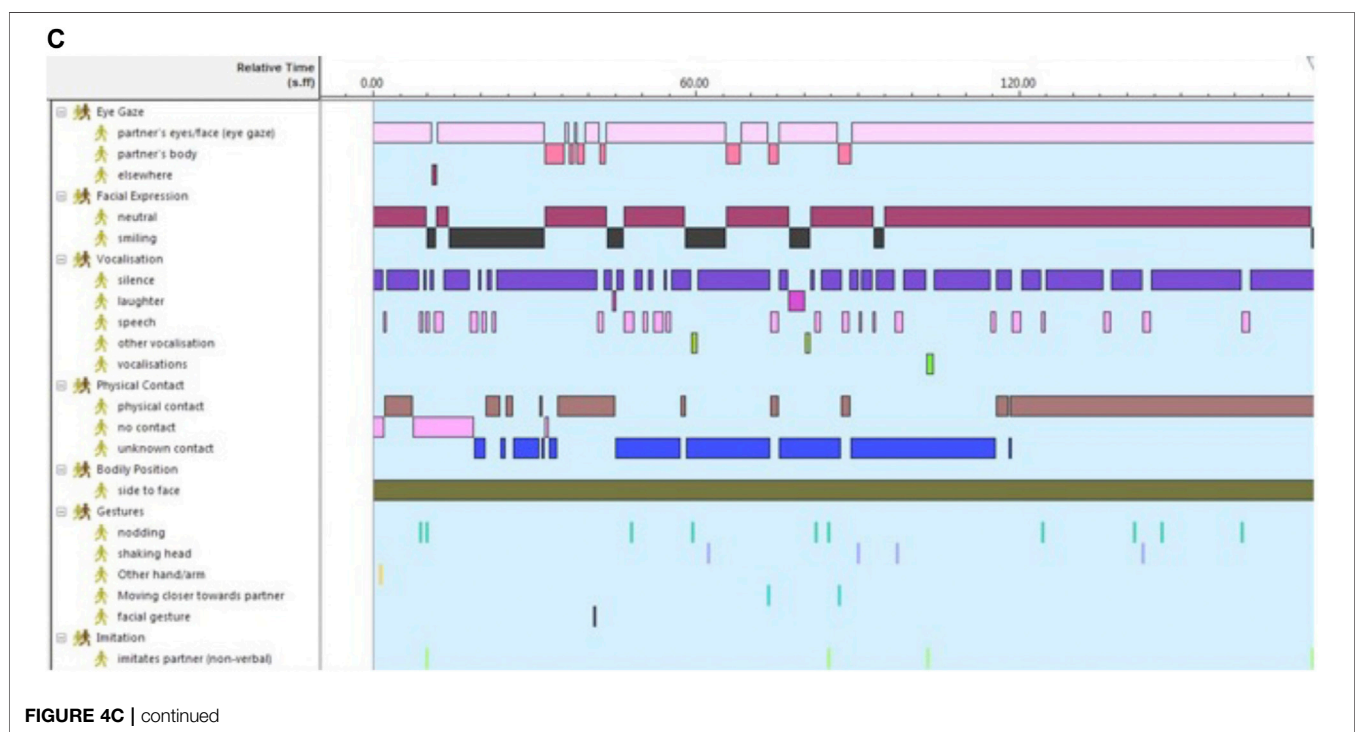 C
Relative Time
(s.ff)
0.00 60.00 120.00
Eye Gaze
partner's eyes/face (eye gaze)
partner's body
elsewhere
Facial Expression
neutral
smiling
Vocalisation
silence
laughter
speech
other vocalisation
vocalisations
Physical Contact
physical contact
no contact
unknown contact
Bodily Position
side to face
Gestures
nodding
shaking head
Other hand/arm
Moving closer towards partner
facial gesture
Imitation
imitates partner (non-verbal)
FIGURE 4C | continued